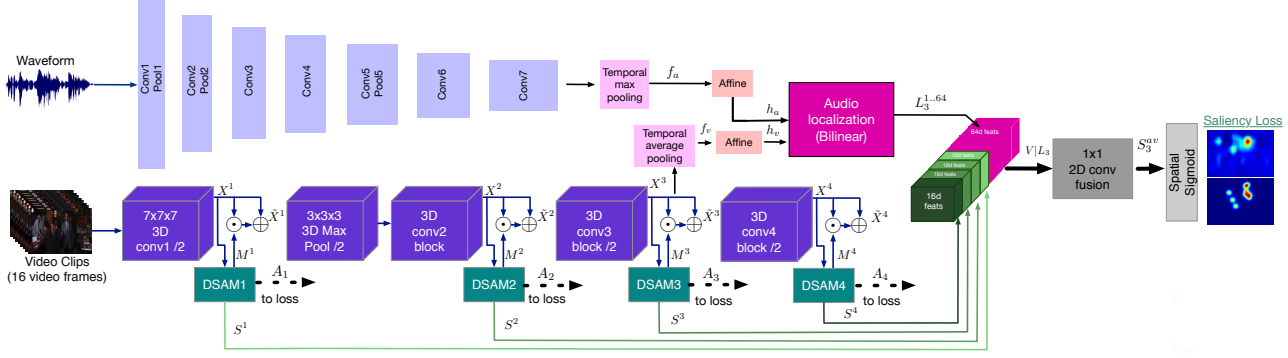 Waveform
Conv1
Pool1
Conv2
Pool2
Conv3
Conv4
Conv5
Pool5
Conv6
Conv7
Temporal
max
pooling
f_a
Affine
h_a
Audio
localization
(Bilinear)
L_3^{1..64}
Temporal
average
pooling
f_v
Affine
h_v
64d feats
16d feats
16d feats
16d feats
16d
feats
V|L_3
1x1
2D conv
fusion
S_3^{av}
Spatial
Sigmoid
Saliency Loss
Video Clips
(16 video frames)
7x7x7
3D
conv1 /2
X^1
X̃^1
M^1
3x3x3
3D Max
Pool /2
3D
conv2
block
X^2
X̃^2
M^2
3D
conv3
block /2
X^3
X̃^3
M^3
3D
conv4
block /2
X^4
X̃^4
M^4
DSAM1
A_1
to loss
DSAM2
A_2
to loss
DSAM3
A_3
to loss
DSAM4
A_4
to loss
S^1
S^2
S^3
S^4